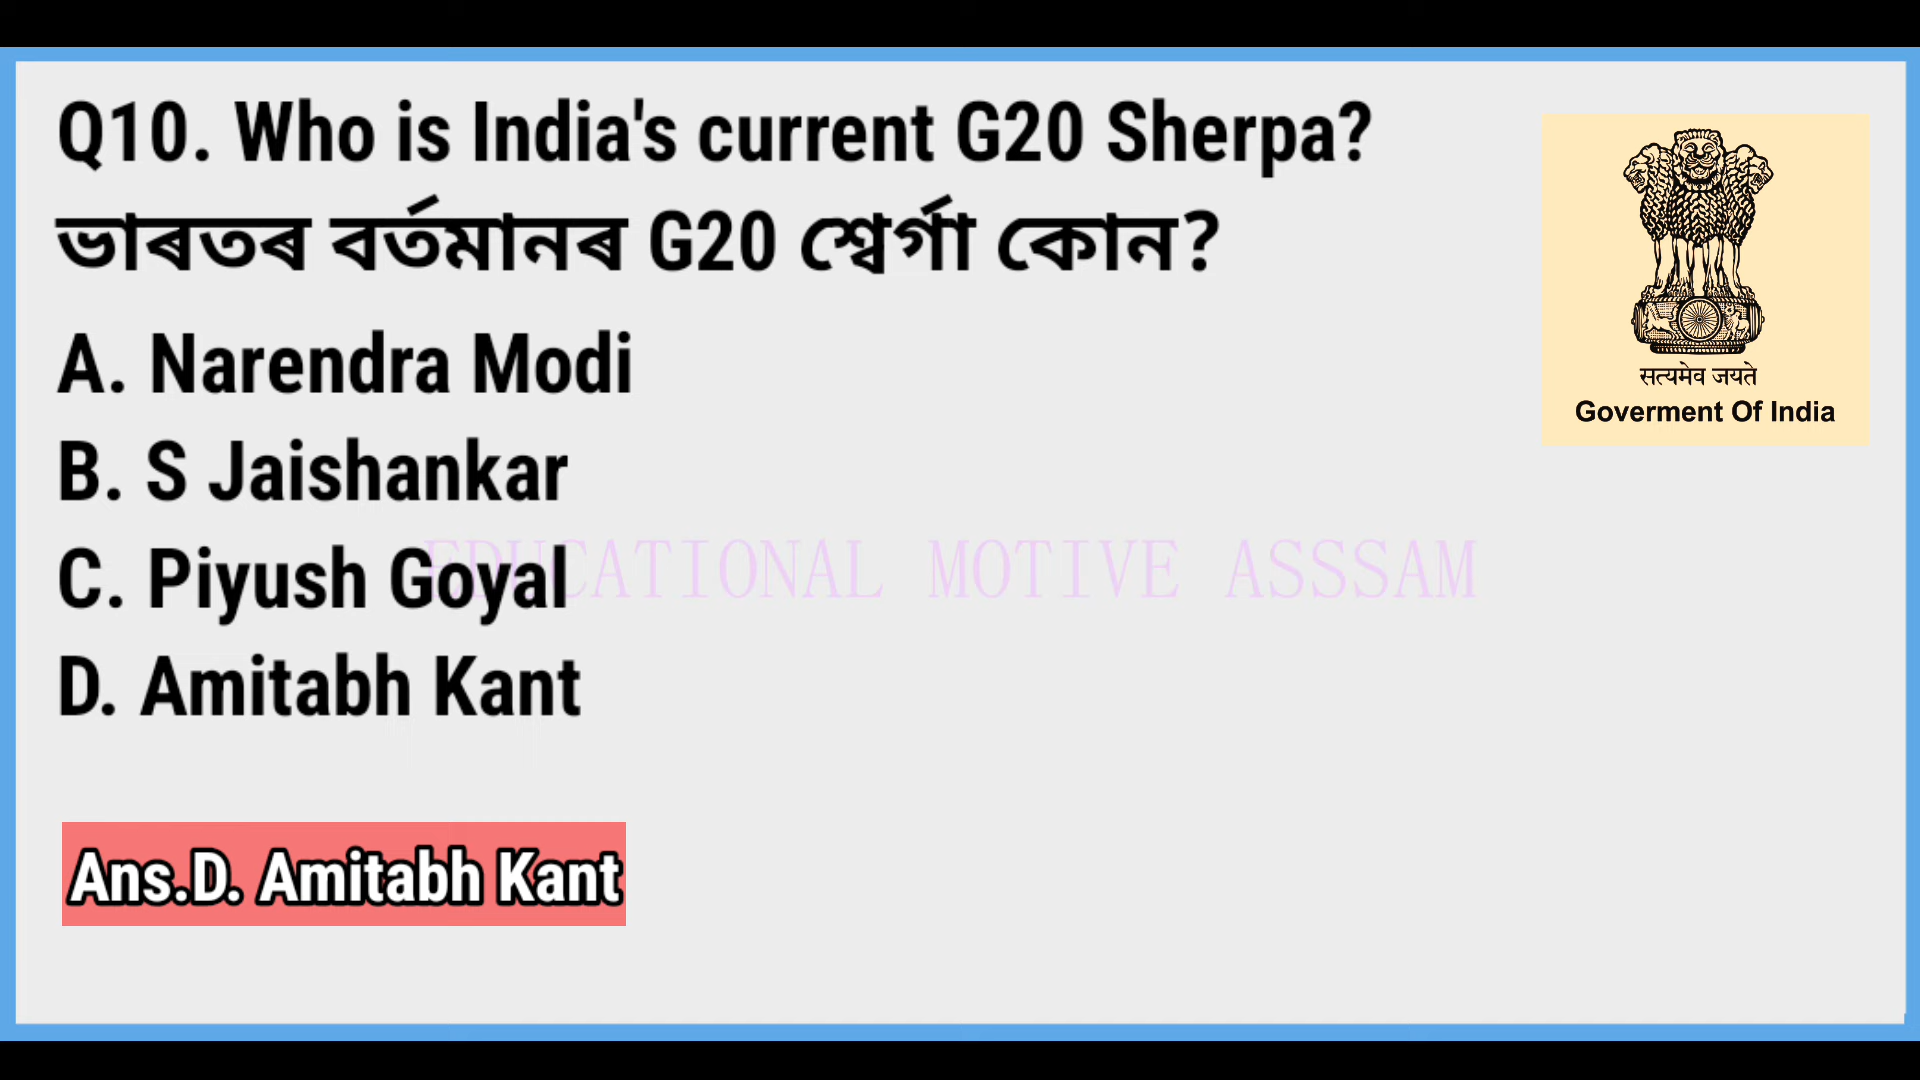 Q10. Who is India's current G20 Sherpa?
ভাৰতৰ বৰ্তমানৰ G20 শ্বেৰ্গা কোন?
A. Narendra Modi
B. S Jaishankar
C. Piyush Goyal
D. Amitabh Kant
Ans.D. Amitabh Kant
सत्यमेव जयते
Goverment Of India
EDUCATIONAL MOTIVE ASSSAM